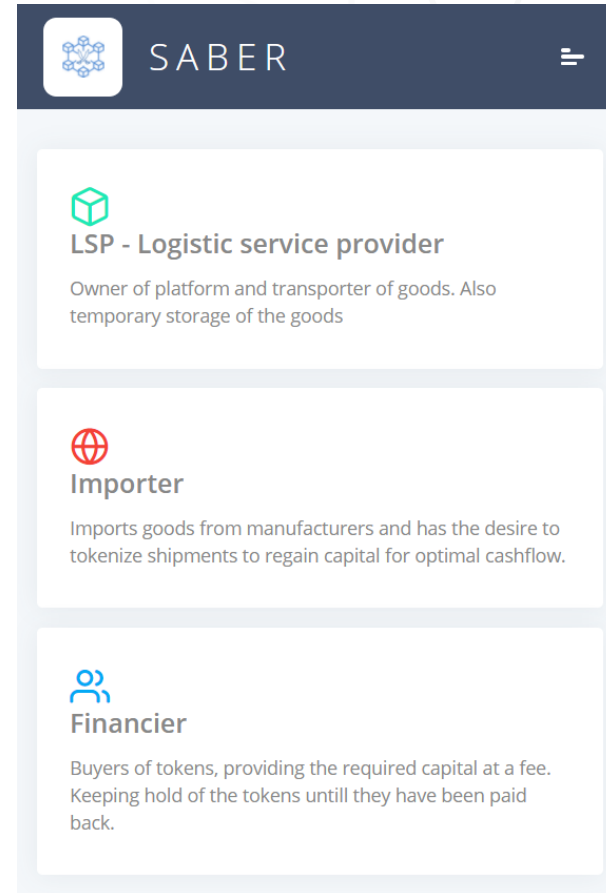 SABER
LSP - Logistic service provider
Owner of platform and transporter of goods. Also
temporary storage of the goods
Importer
Imports goods from manufacturers and has the desire to
tokenize shipments to regain capital for optimal cashflow.
Financier
Buyers of tokens, providing the required capital at a fee.
Keeping hold of the tokens untill they have been paid
back.